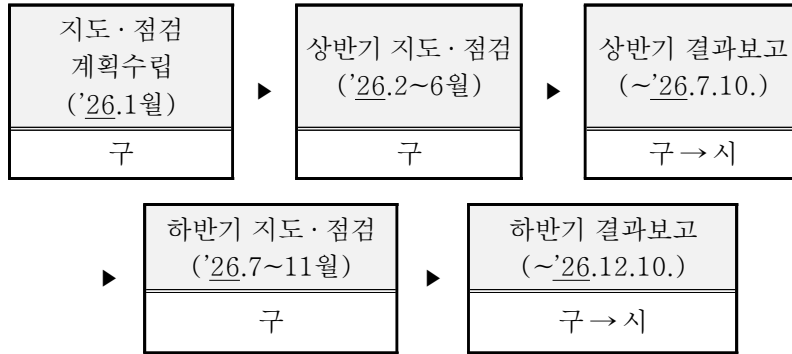 지도·점검
계획수립
('26.1월)
구
▶
상반기 지도·점검
('26.2~6월)
구
▶
상반기 결과보고
(~'26.7.10.)
구→시
▶
하반기 지도·점검
('26.7~11월)
구
▶
하반기 결과보고
(~'26.12.10.)
구→시